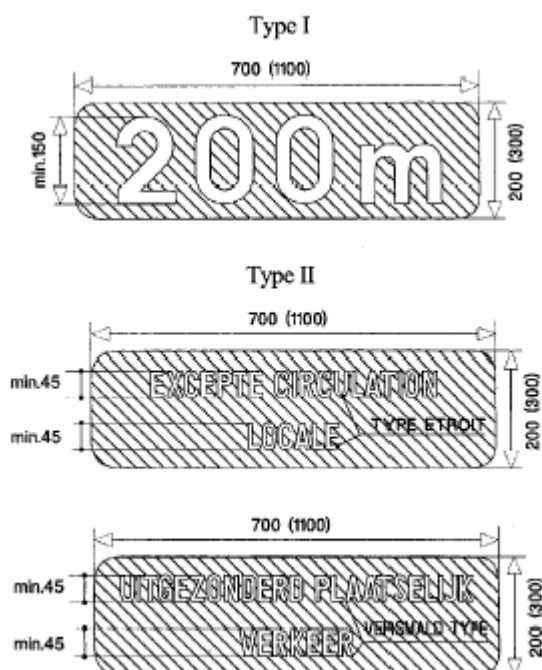 Type I
700 (1100)
min.150
200 m
200 (300)
Type II
700 (1100)
min.45
EXCEPTE CIRCULATION
200 (300)
min.45
LOCALE
TYPE ETROIT
700 (1100)
min.45
UITGEZONDERD PLAATSELIJK
200 (300)
min.45
VERKEER
VERSMALD TYPE